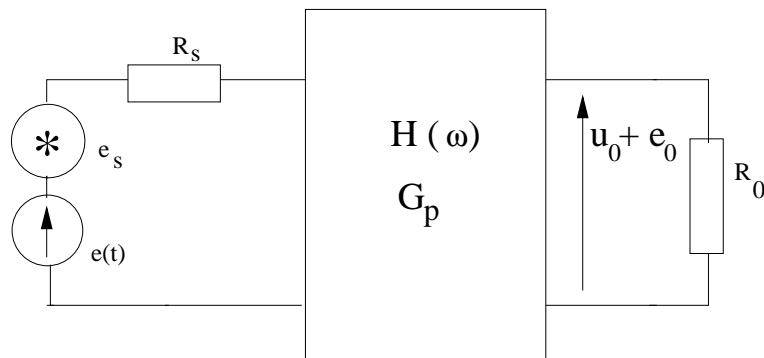 R_s
H(ω)
u_0 + e_0
* e_s
R_0
G_p
e(t)